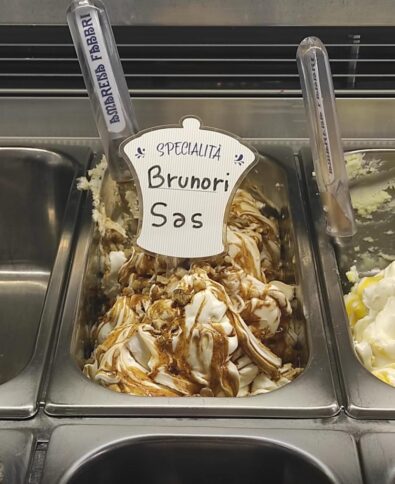 AMARENA FABBRI
SPECIALITÀ
Brunori
Sas